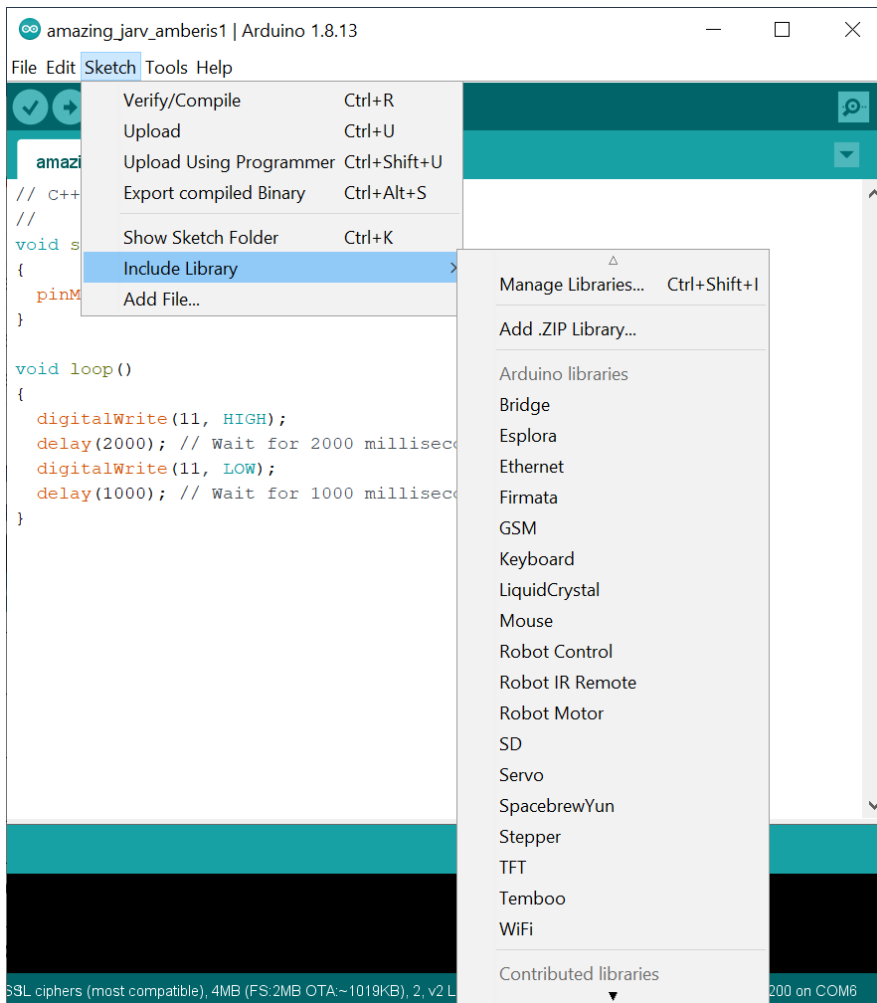 amazing_jarv_amberis1 | Arduino 1.8.13
File Edit Sketch Tools Help
Verify/Compile Ctrl+R
Upload Ctrl+U
Upload Using Programmer Ctrl+Shift+U
Export compiled Binary Ctrl+Alt+S
Show Sketch Folder Ctrl+K
Include Library
Add File...
Manage Libraries... Ctrl+Shift+I
Add .ZIP Library...
Arduino libraries
Bridge
Esplora
Ethernet
Firmata
GSM
Keyboard
LiquidCrystal
Mouse
Robot Control
Robot IR Remote
Robot Motor
SD
Servo
SpacebrewYun
Stepper
TFT
Temboo
WiFi
Contributed libraries
amazi
// C++
//
void s
{
pinM
}
void loop()
{
digitalWrite(11, HIGH);
delay(2000); // Wait for 2000 millisec
digitalWrite(11, LOW);
delay(1000); // Wait for 1000 millisec
}
SSL ciphers (most compatible), 4MB (FS:2MB OTA:~1019KB), 2, v2 L
200 on COM6